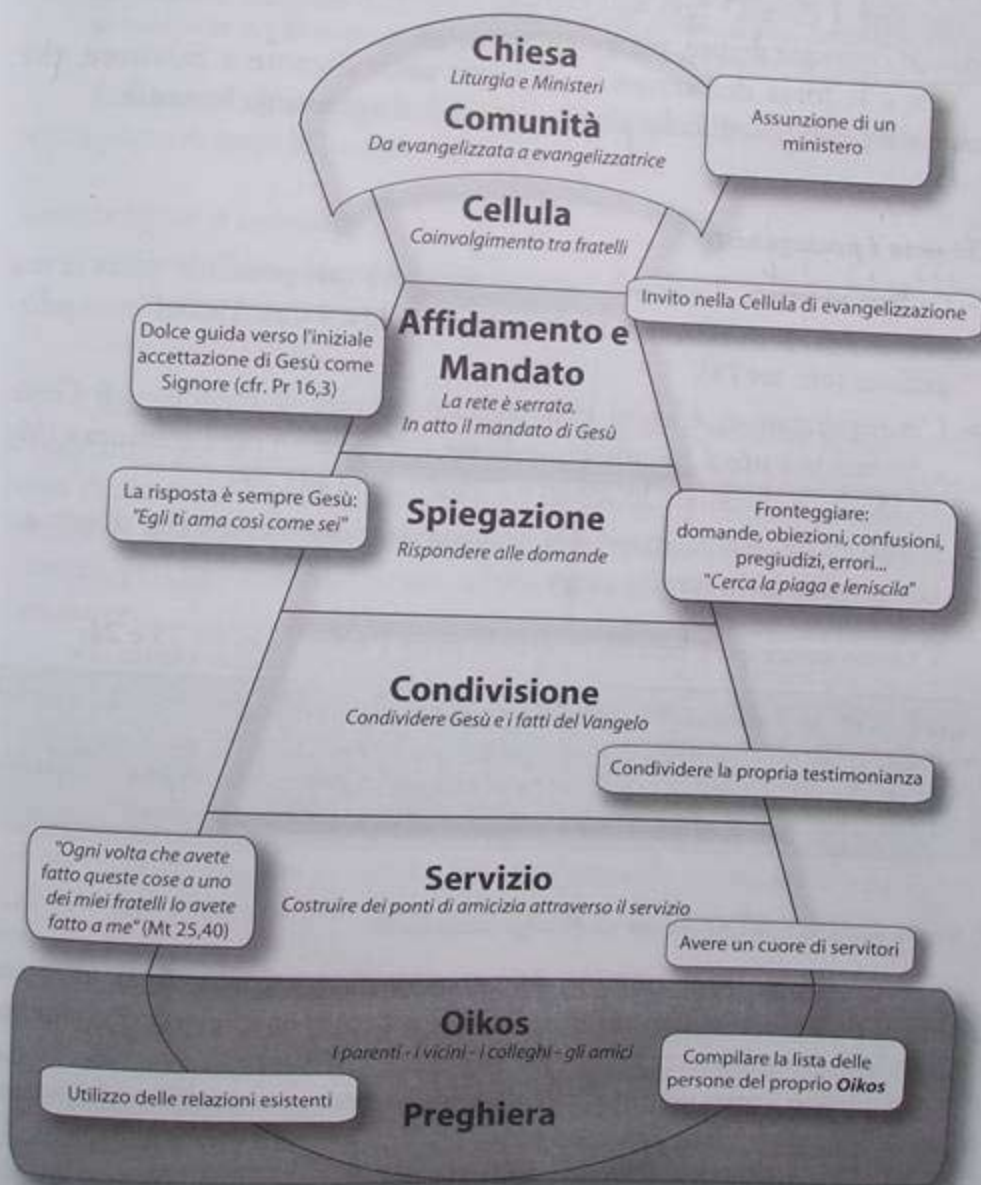 Chiesa
Liturgia e Ministeri
Comunità
Da evangelizzata a evangelizzatrice
Assunzione di un
ministero
Cellula
Coinvolgimento tra fratelli
Invito nella Cellula di evangelizzazione
Affidamento e
Mandato
La rete è serrata.
In atto il mandato di Gesù
Dolce guida verso l'iniziale
accettazione di Gesù come
Signore (cfr. Pr 16,3)
La risposta è sempre Gesù:
"Egli ti ama così come sei"
Spiegazione
Rispondere alle domande
Fronteggiare:
domande, obiezioni, confusioni,
pregiudizi, errori...
"Cerca la piaga e leniscila"
Condivisione
Condividere Gesù e i fatti del Vangelo
Condividere la propria testimonianza
"Ogni volta che avete
fatto queste cose a uno
dei miei fratelli lo avete
fatto a me" (Mt 25,40)
Servizio
Costruire dei ponti di amicizia attraverso il servizio
Avere un cuore di servitori
Oikos
I parenti - i vicini - i colleghi - gli amici
Compilare la lista delle
persone del proprio Oikos
Utilizzo delle relazioni esistenti
Preghiera